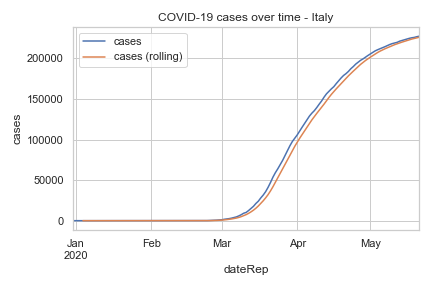 COVID-19 cases over time - Italy
cases
cases (rolling)
200000
150000
100000
50000
0
cases
Jan Feb Mar Apr May
2020
dateRep